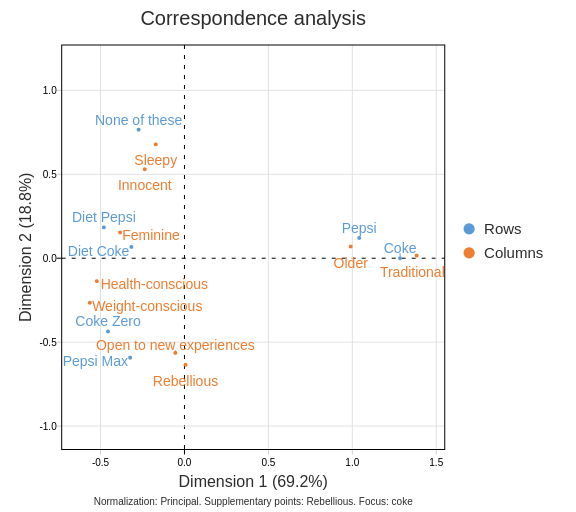 Correspondence analysis
1.0
0.5
0.0
-0.5
-1.0
Dimension 2 (18.8%)
None of these
Sleepy
Innocent
Diet Pepsi
Feminine
Diet Coke
Pepsi
Coke
Older
Traditional
Health-conscious
Weight-conscious
Coke Zero
Open to new experiences
Pepsi Max
Rebellious
Rows
Columns
-0.5
0.0
0.5
1.0
1.5
Dimension 1 (69.2%)
Normalization: Principal. Supplementary points: Rebellious. Focus: coke